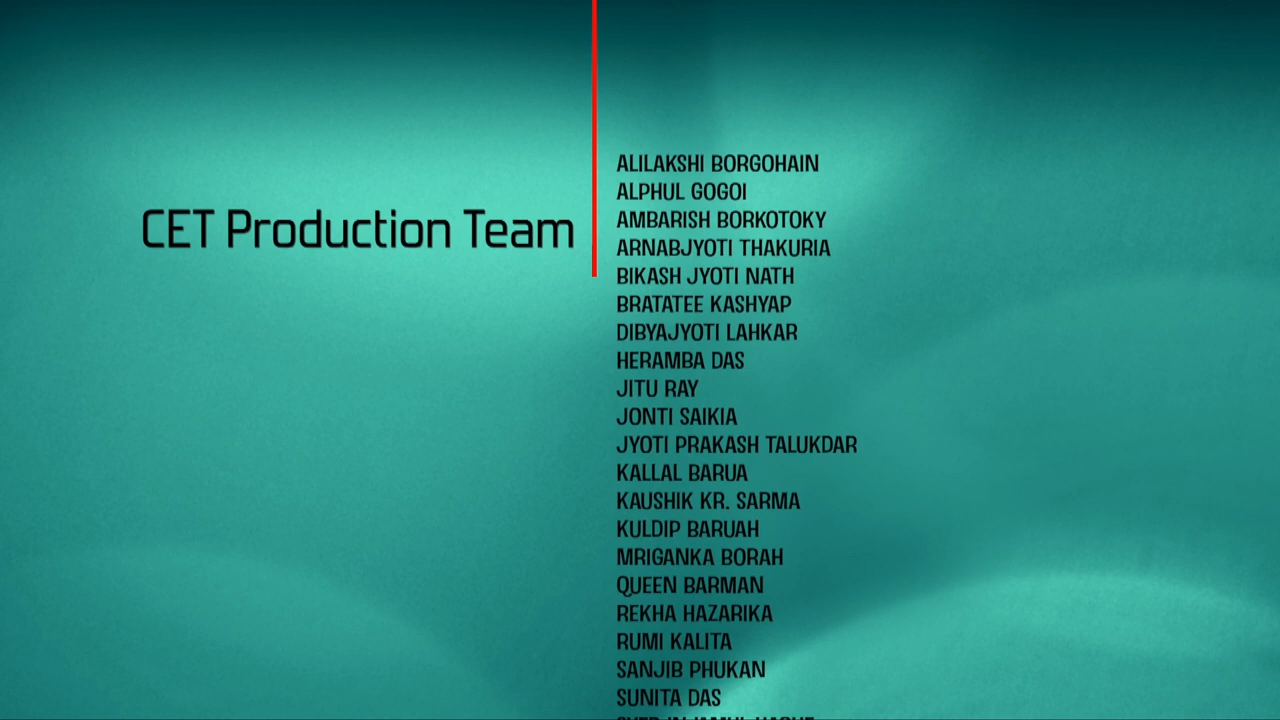 CET Production Team
ALILAKSHI BORGOHAIN
ALPHUL GOGOI
AMBARISH BORKOTOKY
ARNABJYOTI THAKURIA
BIKASH JYOTI NATH
BRATATEE KASHYAP
DIBYAJYOTI LAHKAR
HERAMBA DAS
JITU RAY
JONTI SAIKIA
JYOTI PRAKASH TALUKDAR
KALLAL BARUA
KAUSHIK KR. SARMA
KULDIP BARUAH
MRIGANKA BORAH
QUEEN BARMAN
REKHA HAZARIKA
RUMI KALITA
SANJIB PHUKAN
SUNITA DAS